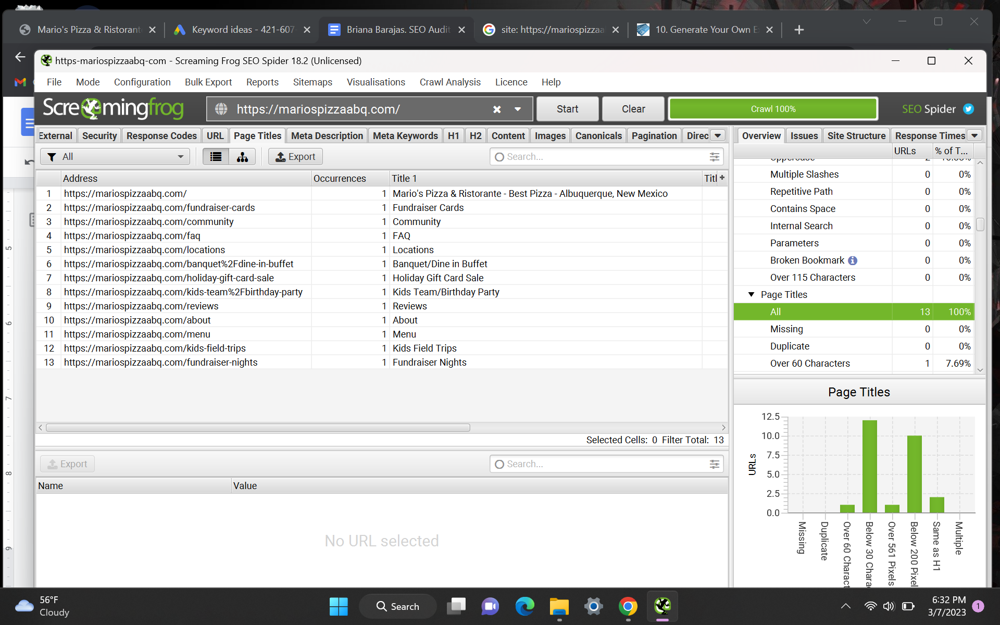 Mario's Pizza & Ristorant
Keyword ideas - 421-607-
Briana Barajas. SEO Audit
site: https://mariospizzaa
10. Generate Your Own E
https-mariospizzaabq-com - Screaming Frog SEO Spider 18.2 (Unlicensed)
File Mode Configuration Bulk Export Reports Sitemaps Visualisations Crawl Analysis Licence Help
Screamingfrog
https://mariospizzaabq.com/
Start
Clear
Crawl 100%
SEO Spider
External Security Response Codes URL Page Titles Meta Description Meta Keywords H1 H2 Content Images Canonicals Pagination Direc
All
Export
Search...
Address Occurrences Title 1 Titl +
1 https://mariospizzaabq.com/ 1 Mario's Pizza & Ristorante - Best Pizza - Albuquerque, New Mexico
2 https://mariospizzaabq.com/fundraiser-cards 1 Fundraiser Cards
3 https://mariospizzaabq.com/community 1 Community
4 https://mariospizzaabq.com/faq 1 FAQ
5 https://mariospizzaabq.com/locations 1 Locations
6 https://mariospizzaabq.com/banquet%2Fdine-in-buffet 1 Banquet/Dine in Buffet
7 https://mariospizzaabq.com/holiday-gift-card-sale 1 Holiday Gift Card Sale
8 https://mariospizzaabq.com/kids-team%2Fbirthday-party 1 Kids Team/Birthday Party
9 https://mariospizzaabq.com/reviews 1 Reviews
10 https://mariospizzaabq.com/about 1 About
11 https://mariospizzaabq.com/menu 1 Menu
12 https://mariospizzaabq.com/kids-field-trips 1 Kids Field Trips
13 https://mariospizzaabq.com/fundraiser-nights 1 Fundraiser Nights
Selected Cells: 0 Filter Total: 13
Export
Search...
Name Value
No URL selected
Overview Issues Site Structure Response Times
URLs % of T...
Multiple Slashes 0 0%
Repetitive Path 0 0%
Contains Space 0 0%
Internal Search 0 0%
Parameters 0 0%
Broken Bookmark 0 0%
Over 115 Characters 0 0%
Page Titles
All 13 100%
Missing 0 0%
Duplicate 0 0%
Over 60 Characters 1 7.69%
Page Titles
URLs
12.5
10.0
7.5
5.0
2.5
0.0
Missing
Duplicate
Over 60 Charact
Below 30 Chara
Over 561 Pixels
Below 200 Pixel
Same as H1
Multiple
5
6
7
8
9
56°F
Cloudy
Search
6:32 PM
3/7/2023
1